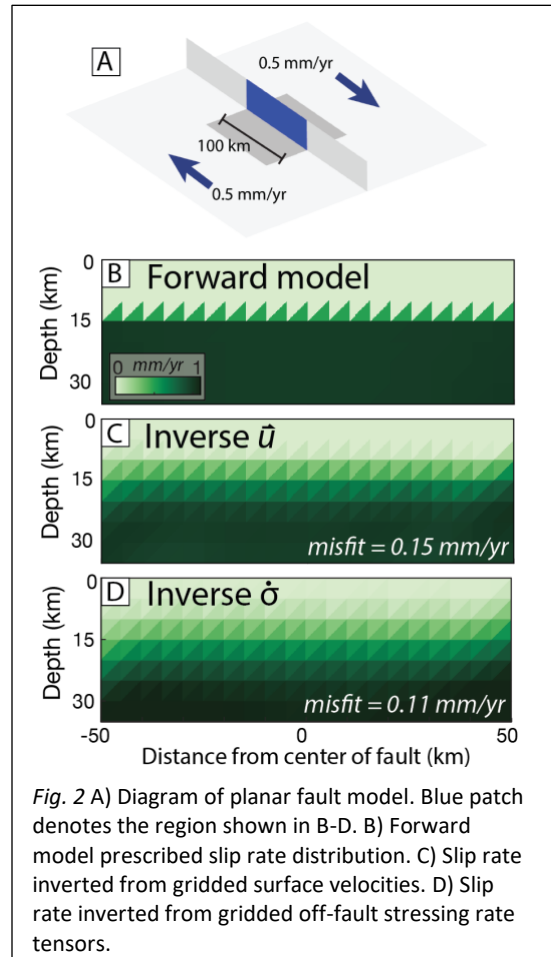 A
0.5 mm/yr
100 km
0.5 mm/yr
B Forward model
0
15
30
Depth (km)
0 mm/yr 1
C Inverse u⃗
0
15
30
Depth (km)
misfit = 0.15 mm/yr
D Inverse σ̇
0
15
30
Depth (km)
misfit = 0.11 mm/yr
-50 0 50
Distance from center of fault (km)
Fig. 2 A) Diagram of planar fault model. Blue patch
denotes the region shown in B-D. B) Forward
model prescribed slip rate distribution. C) Slip rate
inverted from gridded surface velocities. D) Slip
rate inverted from gridded off-fault stressing rate
tensors.